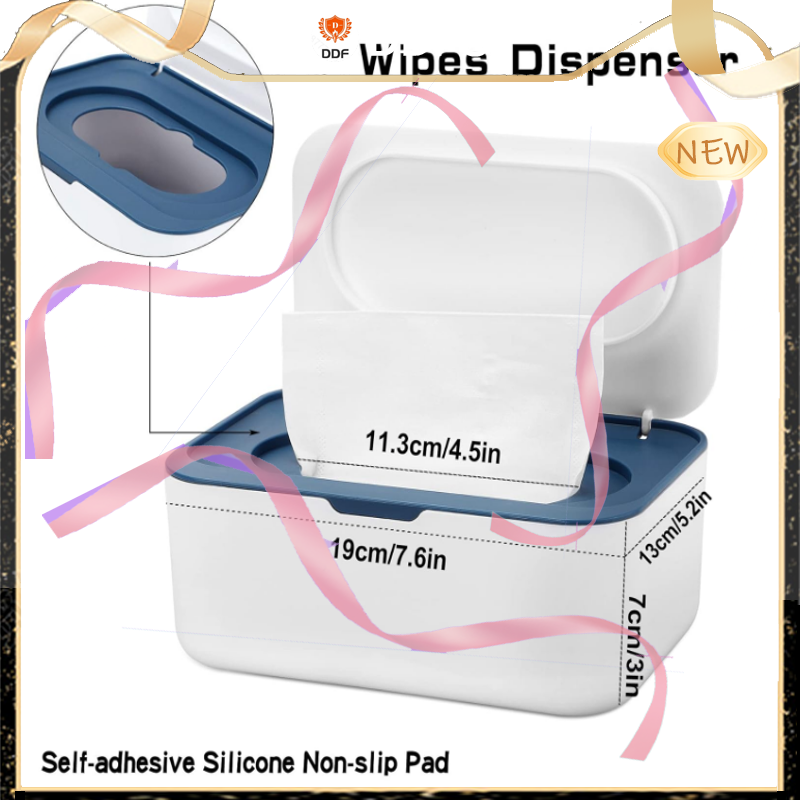 DDF
Wipes Dispenser
NEW
11.3cm/4.5in
19cm/7.6in
13cm/5.2in
7cm/3in
Self-adhesive Silicone Non-slip Pad